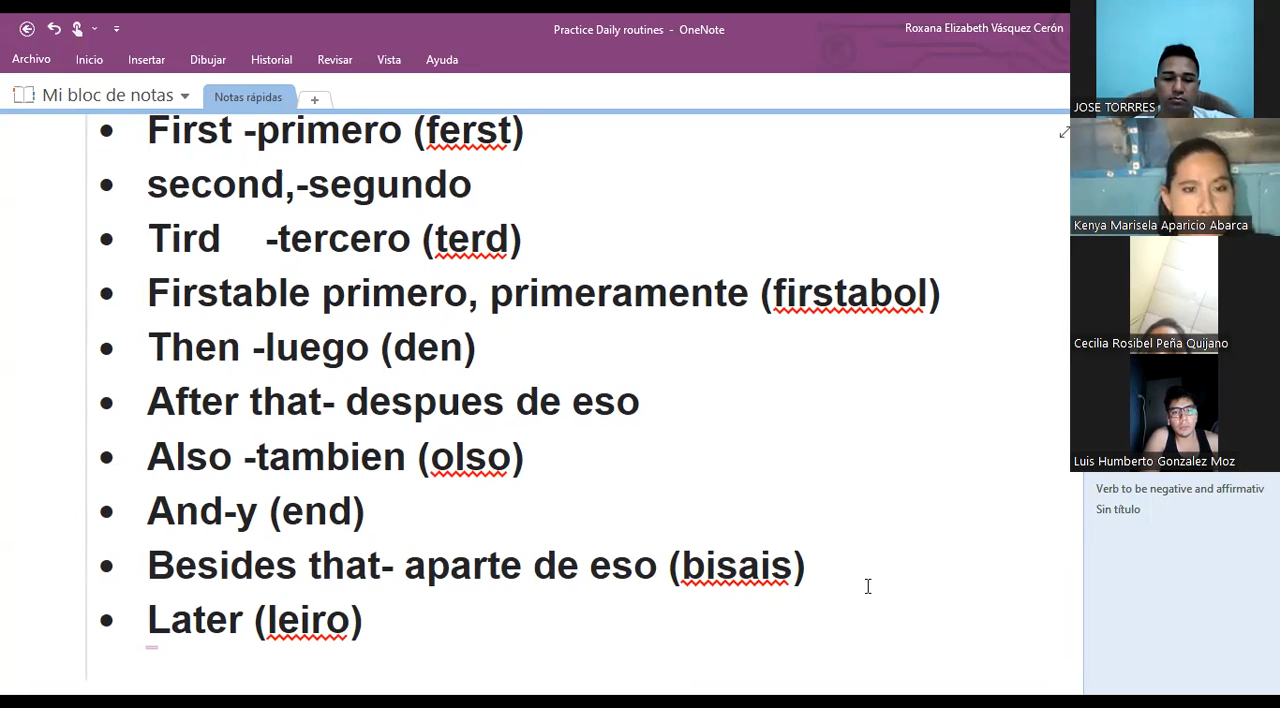 Practice Daily routines - OneNote
Roxana Elizabeth Vásquez Cerón
Archivo Inicio Insertar Dibujar Historial Revisar Vista Ayuda
Mi bloc de notas Notas rápidas
• First -primero (ferst)
• second,-segundo
• Tird -tercero (terd)
• Firstable primero, primeramente (firstabol)
• Then -luego (den)
• After that- despues de eso
• Also -tambien (olso)
• And-y (end)
• Besides that- aparte de eso (bisais)
• Later (leiro)
JOSE TORRRES
Kenya Marisela Aparicio Abarca
Cecilia Rosibel Peña Quijano
Luis Humberto Gonzalez Moz
Verb to be negative and affirmativ
Sin título